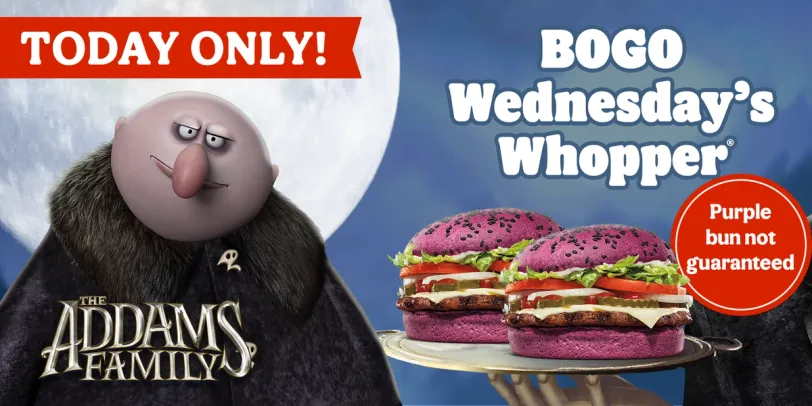 TODAY ONLY!
BOGO
Wednesday's
Whopper®
Purple
bun not
guaranteed
THE
ADDAMS
FAMILY